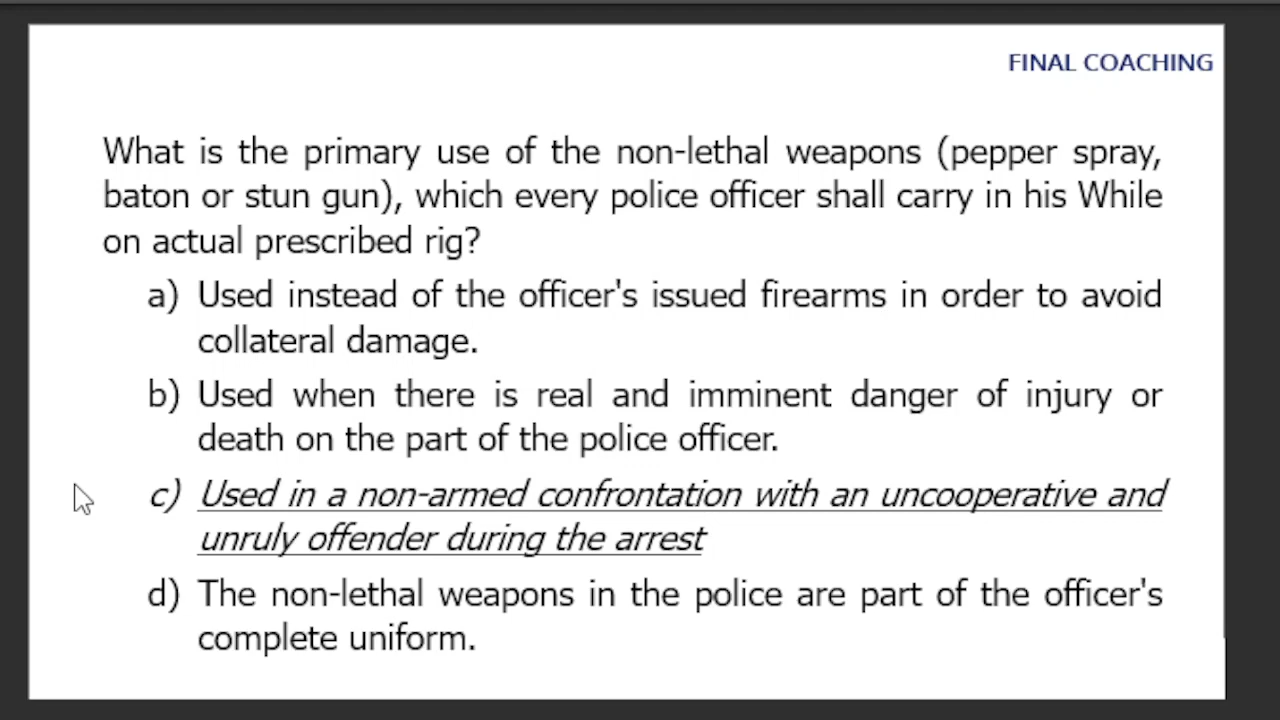 FINAL COACHING
What is the primary use of the non-lethal weapons (pepper spray,
baton or stun gun), which every police officer shall carry in his While
on actual prescribed rig?
a) Used instead of the officer's issued firearms in order to avoid
collateral damage.
b) Used when there is real and imminent danger of injury or
death on the part of the police officer.
c) Used in a non-armed confrontation with an uncooperative and
unruly offender during the arrest
d) The non-lethal weapons in the police are part of the officer's
complete uniform.